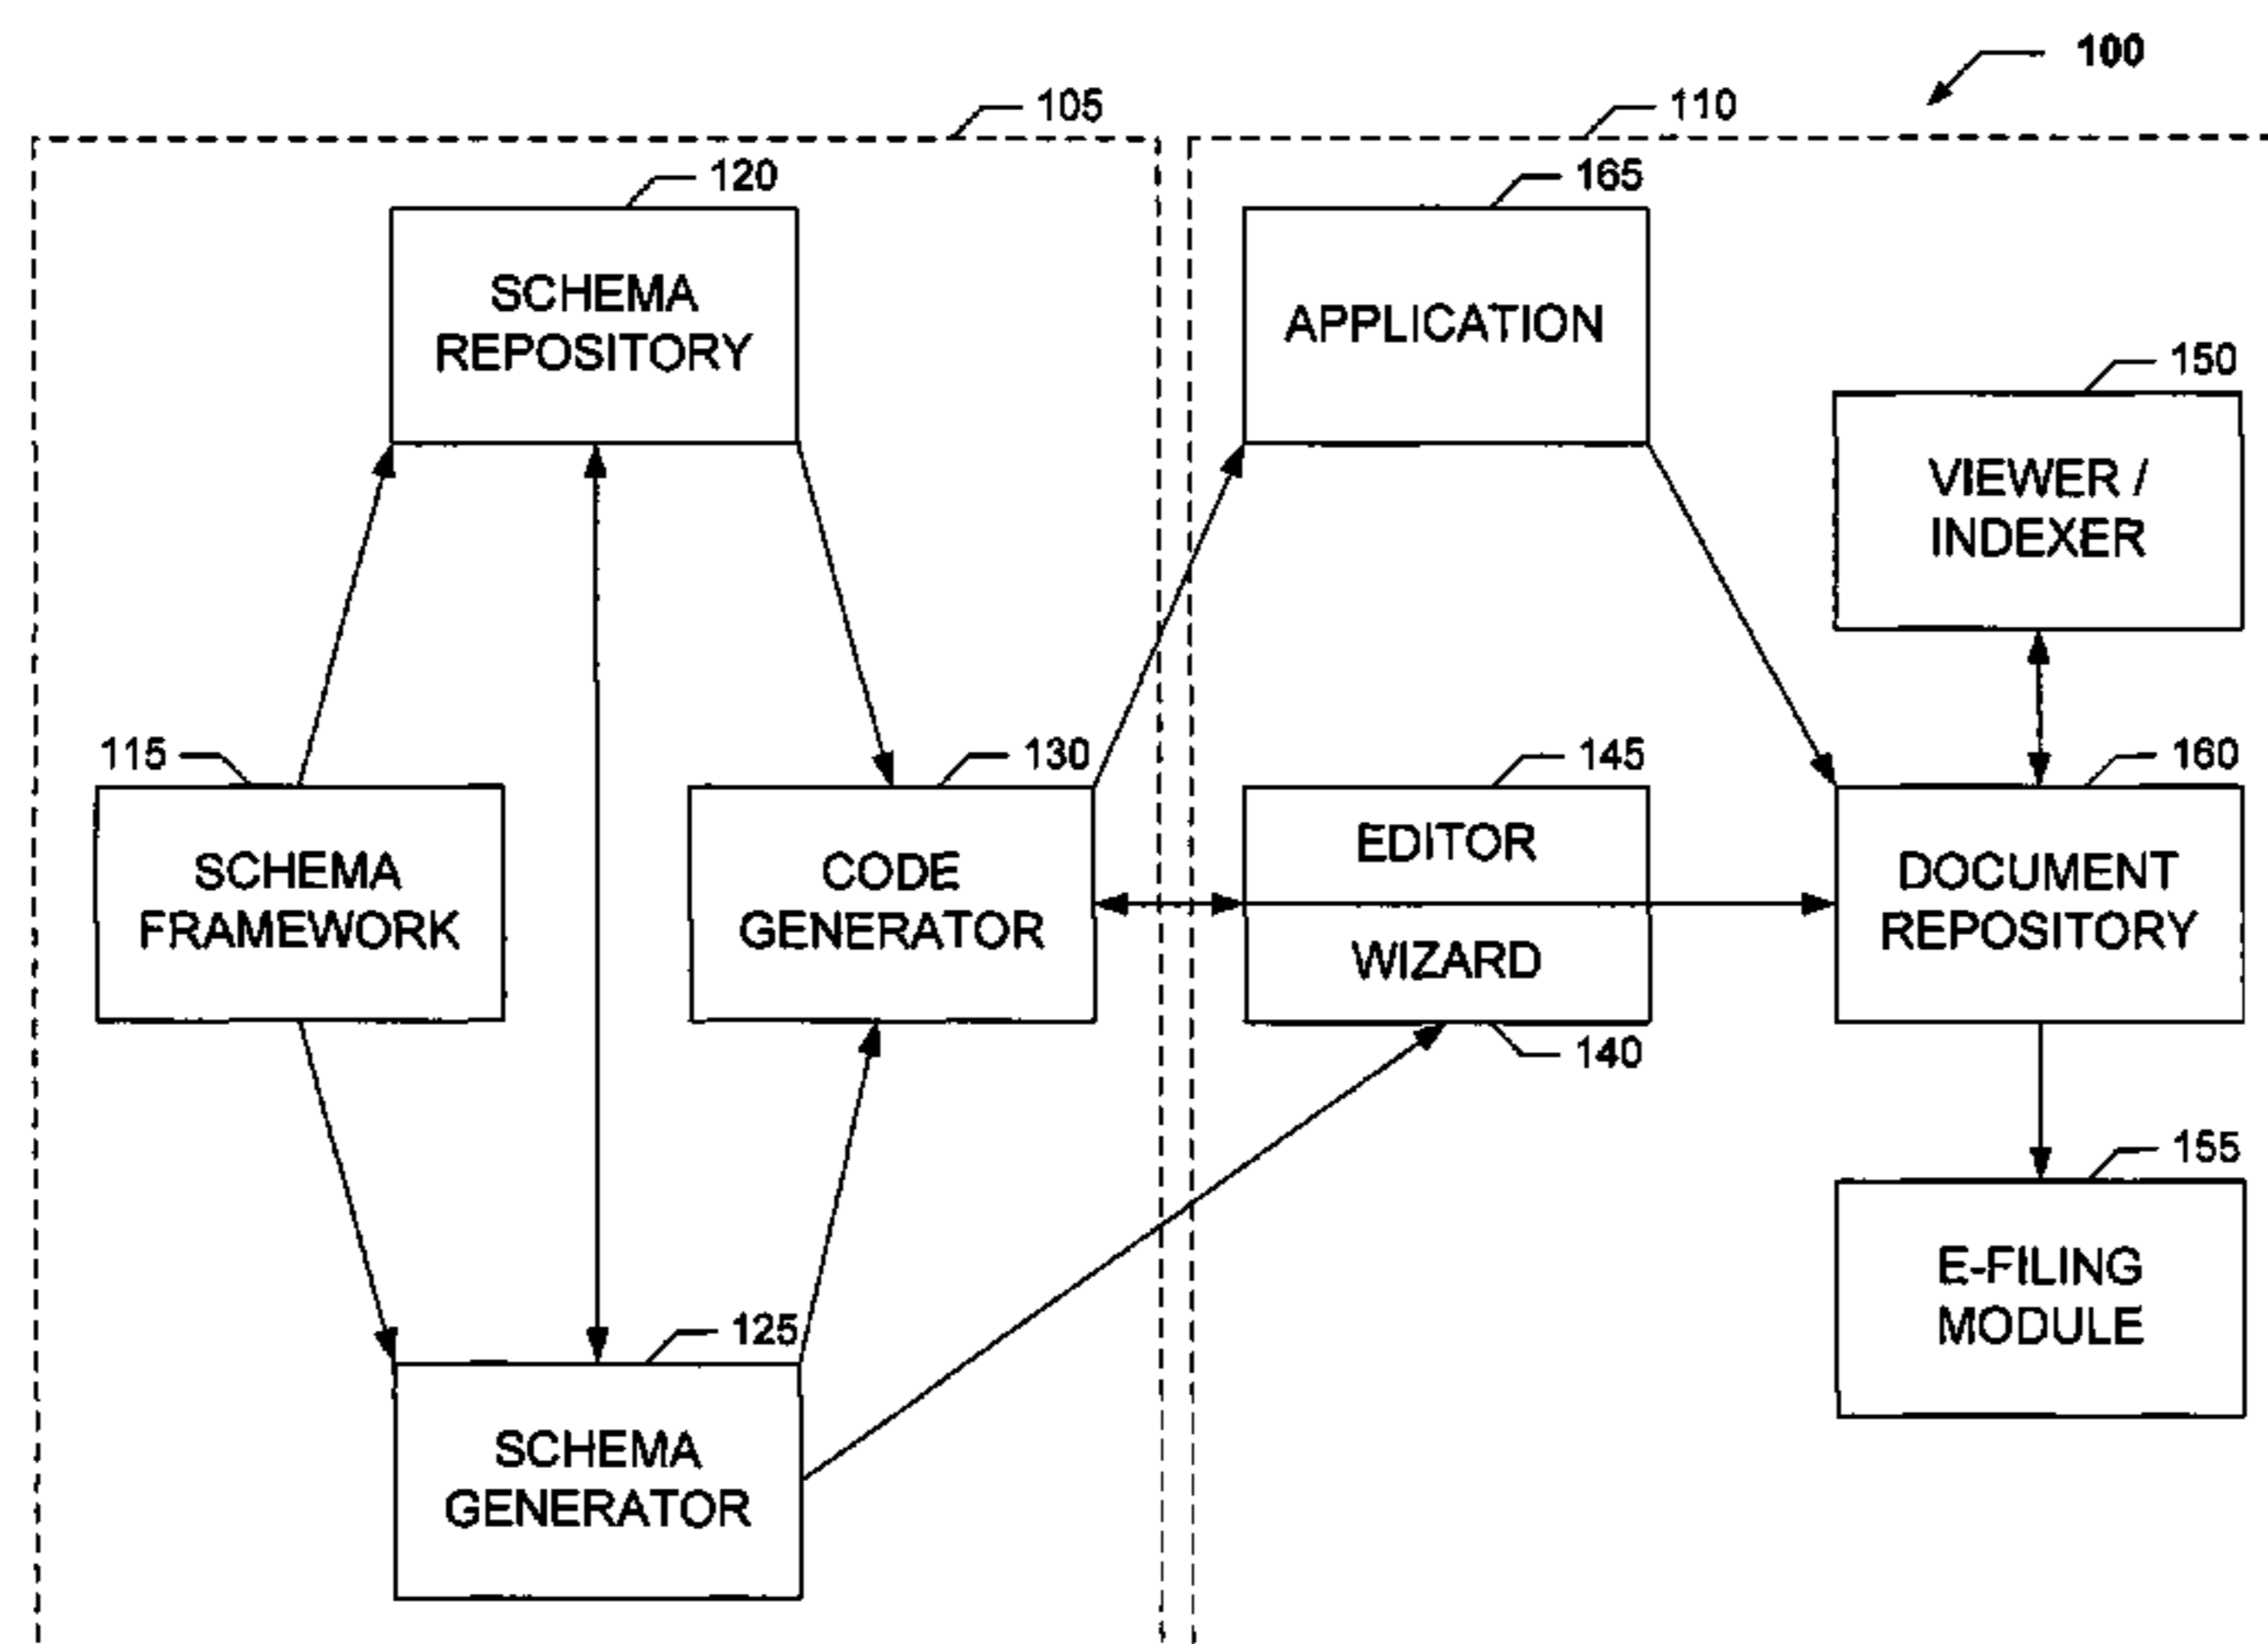 100
105
110
120
165
SCHEMA
REPOSITORY
APPLICATION
150
VIEWER /
INDEXER
115
130
145
160
SCHEMA
FRAMEWORK
CODE
GENERATOR
EDITOR
WIZARD
DOCUMENT
REPOSITORY
140
125
155
SCHEMA
GENERATOR
E-FILING
MODULE